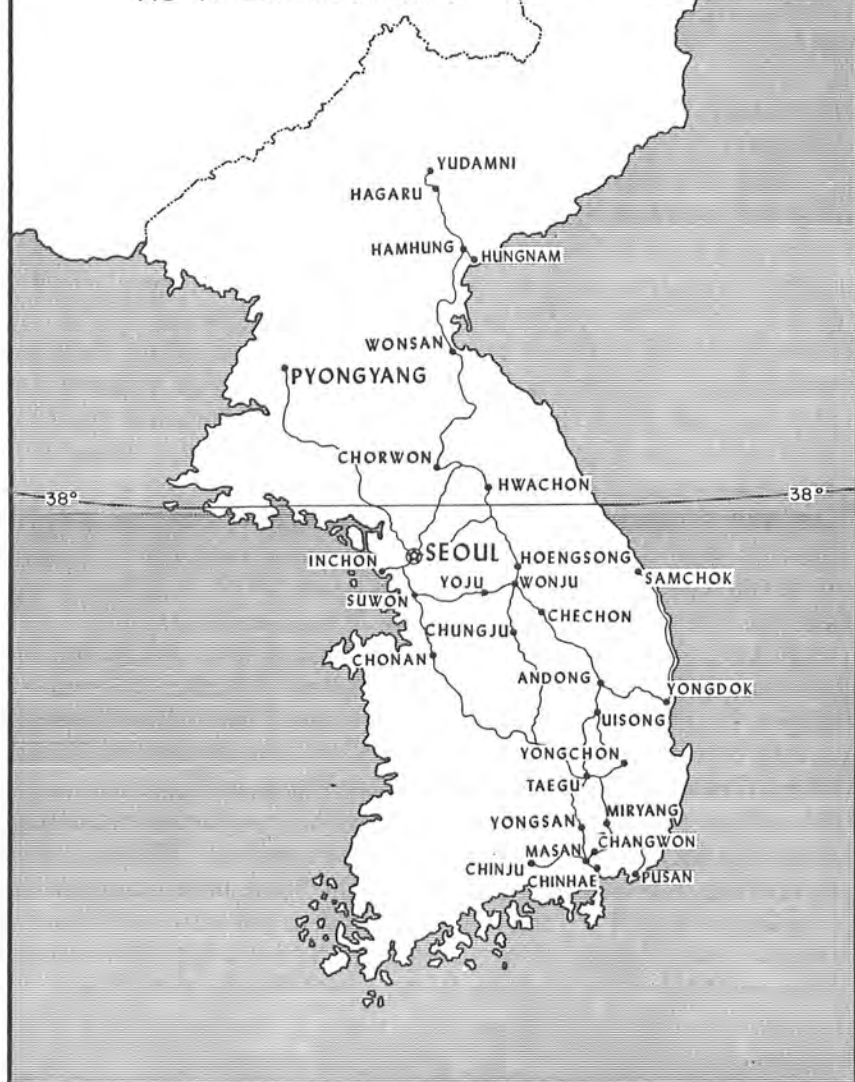 YUDAMNI
HAGARU
HAMHUNG
HUNGNAM
WONSAN
PYONGYANG
CHORWON
HWACHON
38°
38°
SEOUL
HOENGSONG
INCHON
SAMCHOK
YOJU
WONJU
SUWON
CHECHON
CHUNGJU
CHONAN
ANDONG
YONGDOK
UISONG
YONGCHON
TAEGU
MIRYANG
YONGSAN
CHANGWON
MASAN
CHINJU
CHINHAE
PUSAN